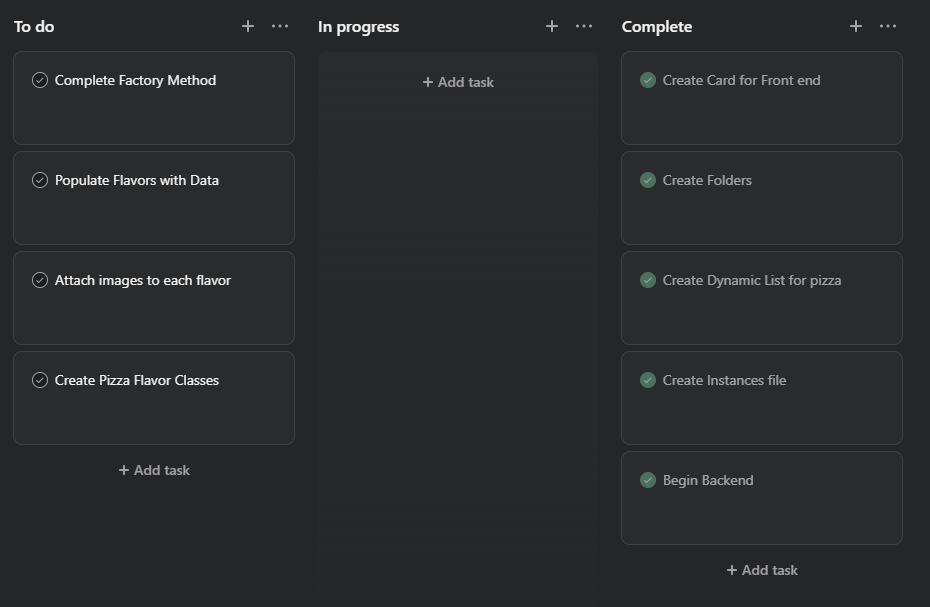 To do
Complete Factory Method
Populate Flavors with Data
Attach images to each flavor
Create Pizza Flavor Classes
+ Add task
In progress
+ Add task
Complete
Create Card for Front end
Create Folders
Create Dynamic List for pizza
Create Instances file
Begin Backend
+ Add task